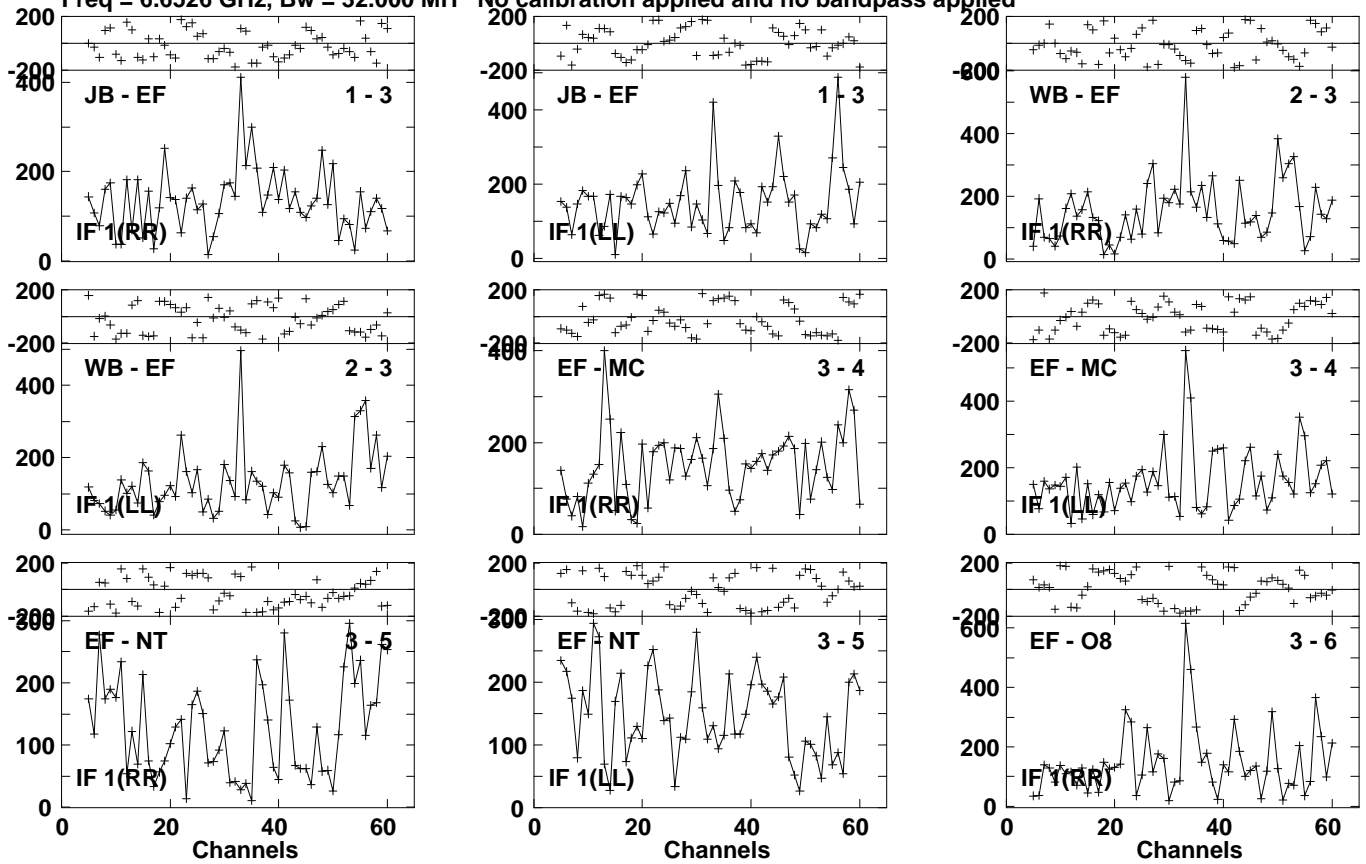 Freq = 6.6526 GHz, Bw = 32.000 MH No calibration applied and no bandpass applied
200
-200
400
200
0
JB - EF 1 - 3
IF 1(RR)
200
-200
400
200
0
JB - EF 1 - 3
IF 1(LL)
200
-200
600
400
200
0
WB - EF 2 - 3
IF 1(RR)
200
-200
400
200
0
WB - EF 2 - 3
IF 1(LL)
200
-200
400
200
0
EF - MC 3 - 4
IF 1(RR)
200
-200
400
200
0
EF - MC 3 - 4
IF 1(LL)
200
-200
300
200
100
0
EF - NT 3 - 5
IF 1(RR)
0 20 40 60
Channels
200
-200
300
200
100
0
EF - NT 3 - 5
IF 1(LL)
0 20 40 60
Channels
200
-200
600
400
200
0
EF - O8 3 - 6
IF 1(RR)
0 20 40 60
Channels